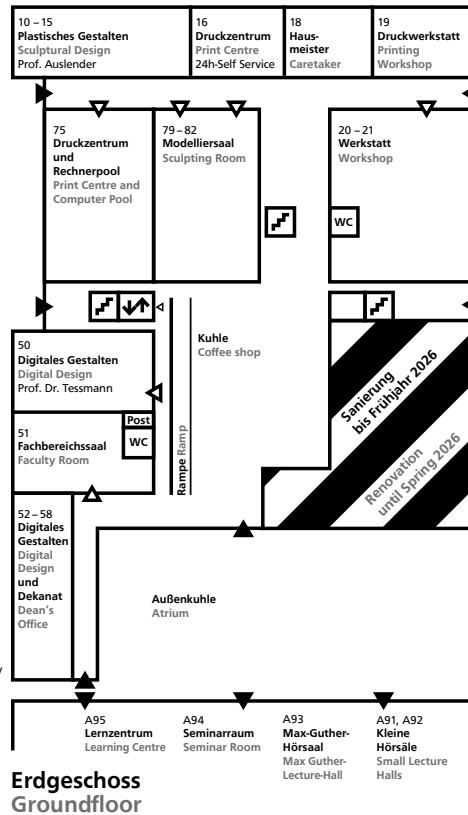 10 – 15
Plastisches Gestalten
Sculptural Design
Prof. Auslender
16
Druckzentrum
Print Centre
24h-Self Service
18
Haus-
meister
Caretaker
19
Druckwerkstatt
Printing
Workshop
75
Druckzentrum
und
Rechnerpool
Print Centre and
Computer Pool
79 – 82
Modelliersaal
Sculpting Room
20 – 21
Werkstatt
Workshop
WC
50
Digitales Gestalten
Digital Design
Prof. Dr. Tessmann
Kuhle
Coffee shop
Rampe Ramp
Sanierung
bis Frühjahr 2026
Renovation
until Spring 2026
51
Fachbereichssaal
Faculty Room
Post
WC
52 – 58
Digitales
Gestalten
Digital
Design
und
Dekanat
Dean's
Office
Außenkuhle
Atrium
A95
Lernzentrum
Learning Centre
A94
Seminarraum
Seminar Room
A93
Max-Guther-
Hörsaal
Max Guther-
Lecture-Hall
A91, A92
Kleine
Hörsäle
Small Lecture
Halls
Erdgeschoss
Groundfloor